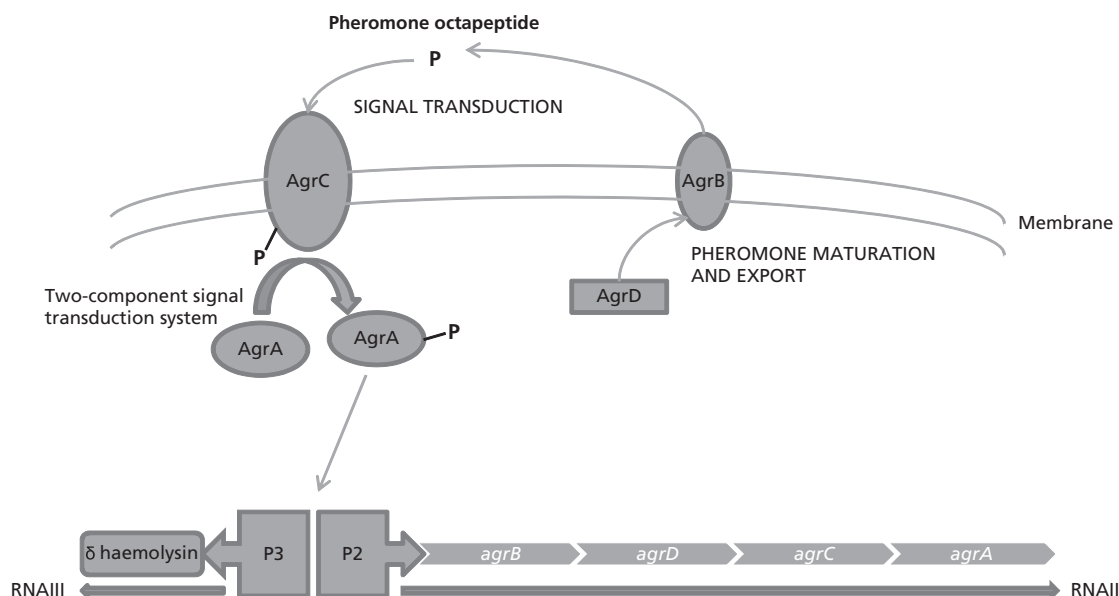 Pheromone octapeptide
P
SIGNAL TRANSDUCTION
AgrC
AgrB
Membrane
P
PHEROMONE MATURATION
AND EXPORT
AgrD
Two-component signal
transduction system
AgrA
AgrA
P
δ haemolysin
P3
P2
agrB
agrD
agrC
agrA
RNAIII
RNAII